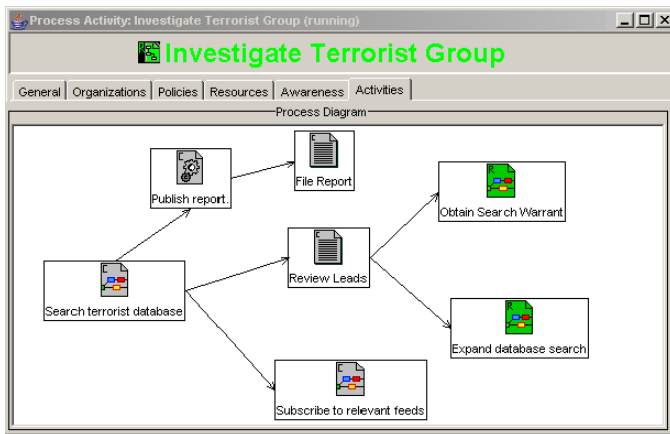 Process Activity: Investigate Terrorist Group (running)
Investigate Terrorist Group
General Organizations Policies Resources Awareness Activities
Process Diagram
C
File Report
C
Publish report.
R
Obtain Search Warrant
C
Review Leads
C
Search terrorist database
R
Expand database search
C
Subscribe to relevant feeds